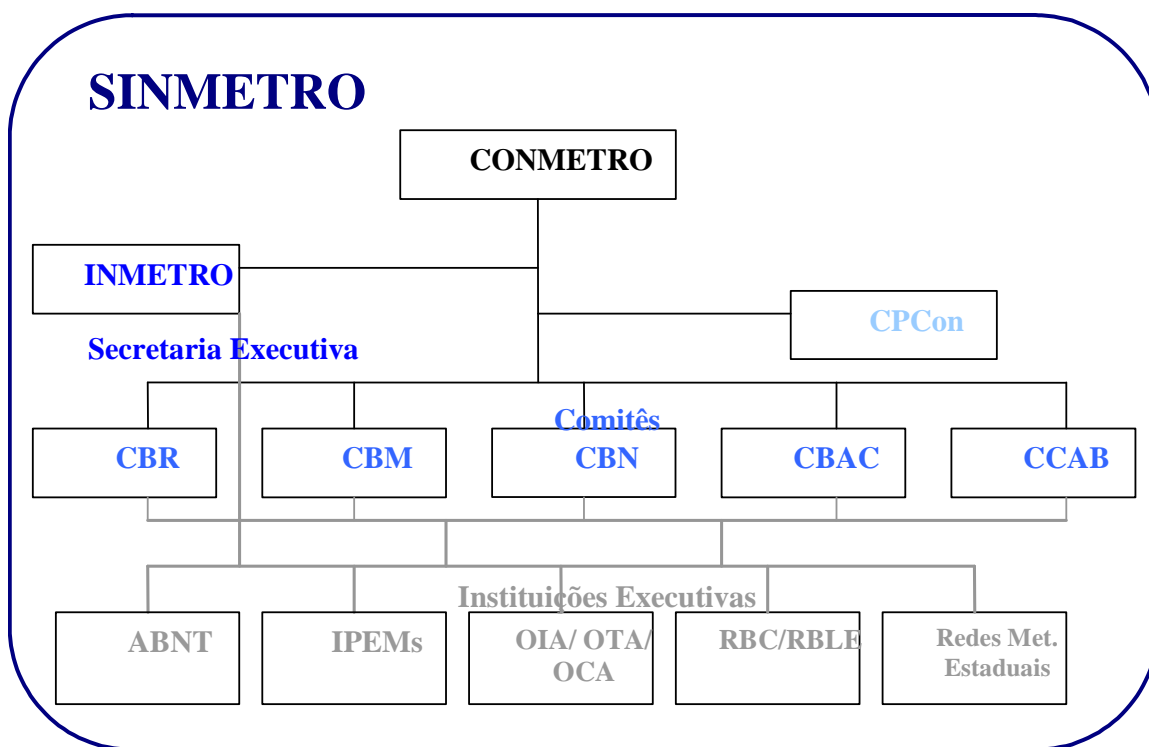 SINMETRO
CONMETRO
INMETRO
CPCon
Secretaria Executiva
Comitês
CBR
CBM
CBN
CBAC
CCAB
Instituições Executivas
ABNT
IPEMs
OIA/ OTA/
OCA
RBC/RBLE
Redes Met.
Estaduais